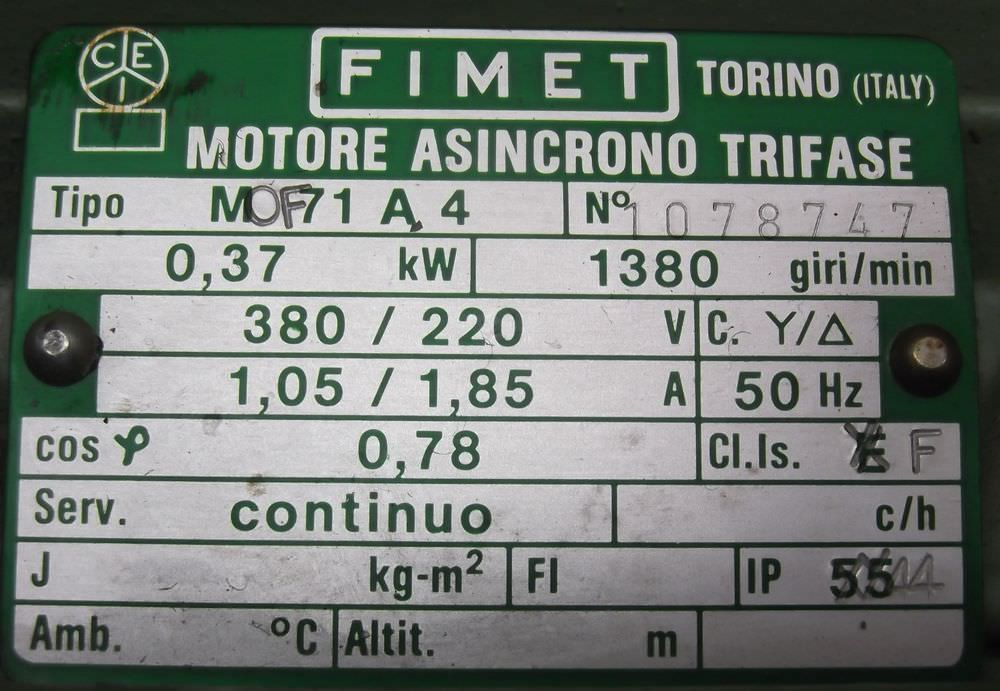 CEI
FIMET TORINO (ITALY)
MOTORE ASINCRONO TRIFASE
Tipo MOF71 A 4 Nº 1078747
0,37 kW 1380 giri/min
380 / 220 V C. Y/Δ
1,05 / 1,85 A 50 Hz
cos φ 0,78 Cl.Is. E F
Serv. continuo c/h
J kg-m² FI IP 55 44
Amb. °C Altit. m